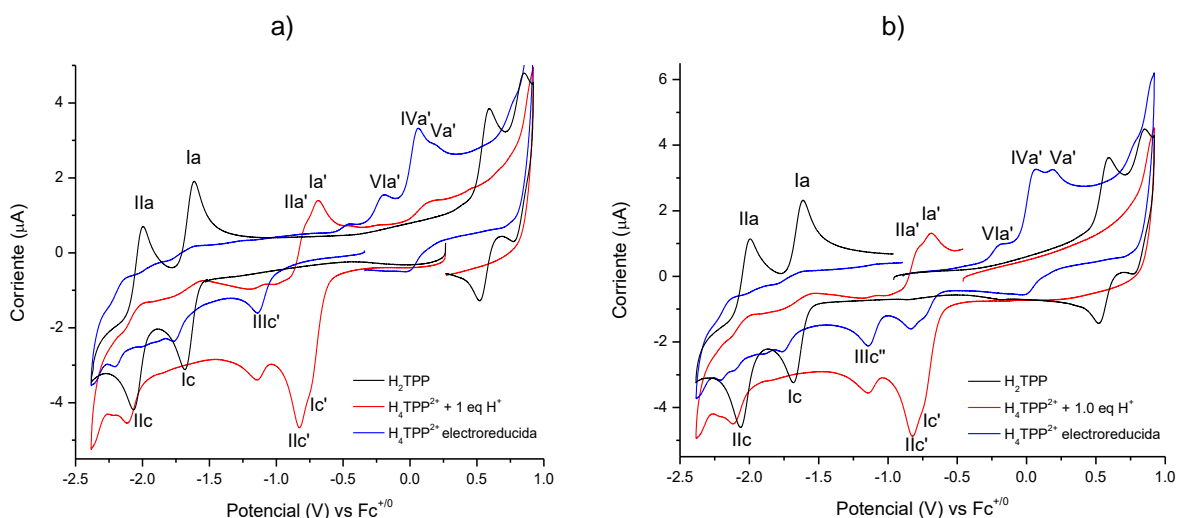 a)
Corriente (μA)
4
2
0
-2
-4
-2.5
-2.0
-1.5
-1.0
-0.5
0.0
0.5
1.0
Potencial (V) vs Fc⁺ᐟ⁰
IIa
Ia
IIa'
Ia'
VIa'
IVa'
Va'
IIc
Ic
IIIc'
IIc'
Ic'
H₂TPP
H₄TPP²⁺ + 1 eq H⁺
H₄TPP²⁺ electroreducida
b)
Corriente (μA)
6
4
2
0
-2
-4
-2.5
-2.0
-1.5
-1.0
-0.5
0.0
0.5
1.0
Potencial (V) vs Fc⁺ᐟ⁰
IIa
Ia
IIa'
Ia'
VIa'
IVa'
Va'
IIc
Ic
IIIc''
IIc'
Ic'
H₂TPP
H₄TPP²⁺ + 1.0 eq H⁺
H₄TPP²⁺ electroreducida